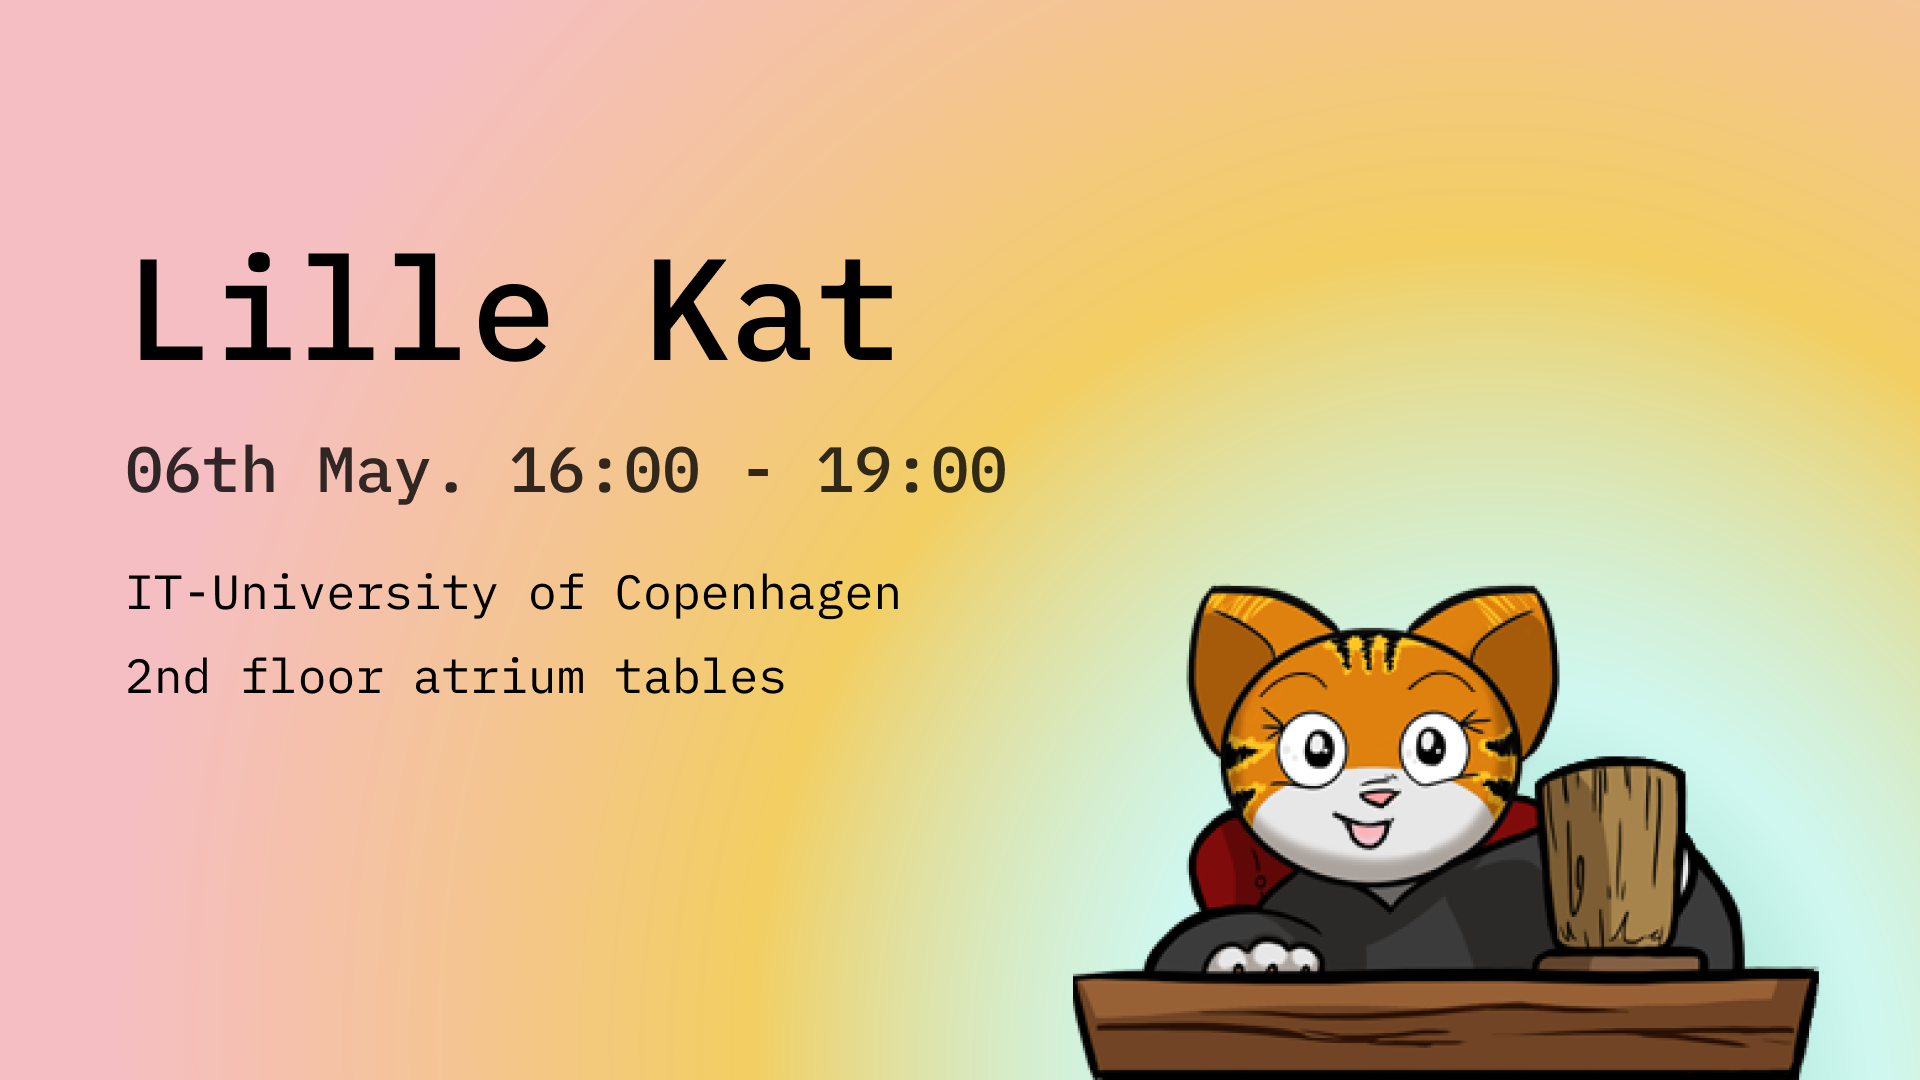 Lille Kat
06th May. 16:00 - 19:00
IT-University of Copenhagen
2nd floor atrium tables